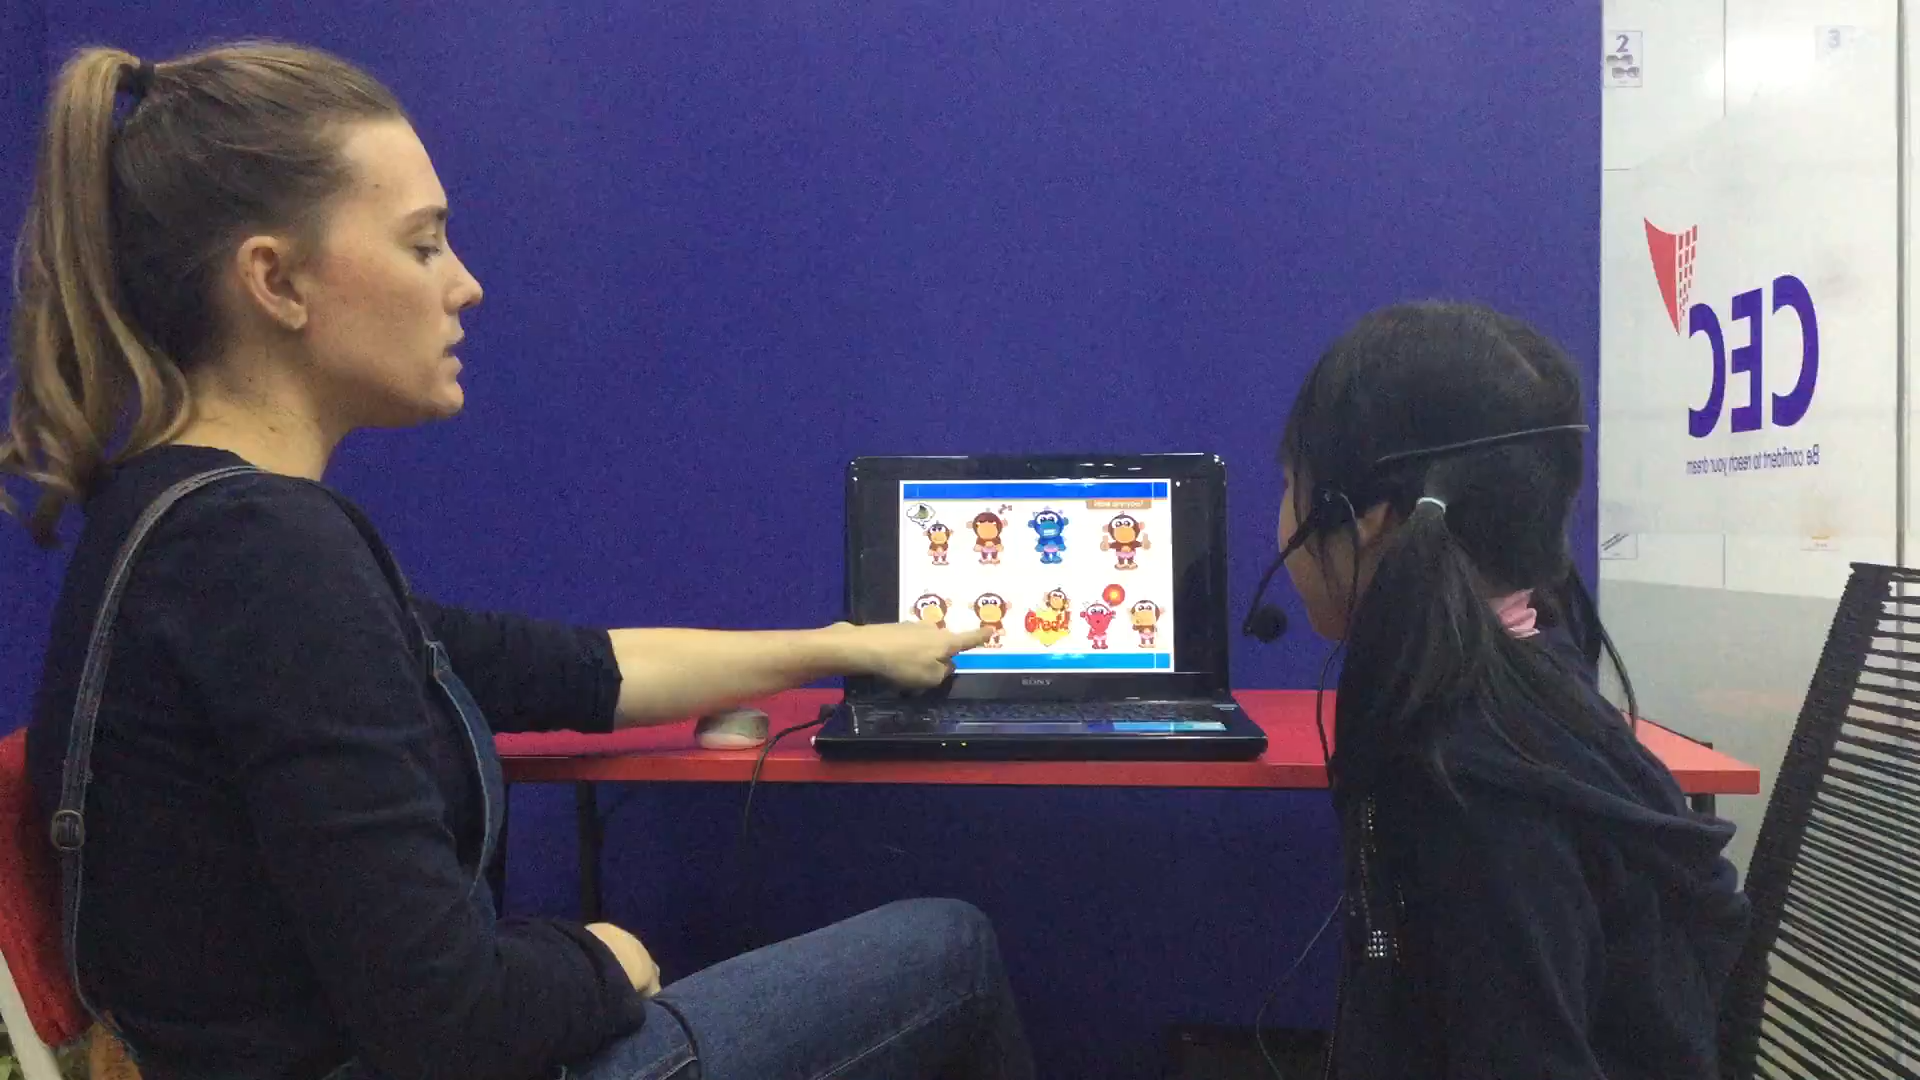 2
3
CEC
Be confident to reach your dream
How are you?
Great!
SONY